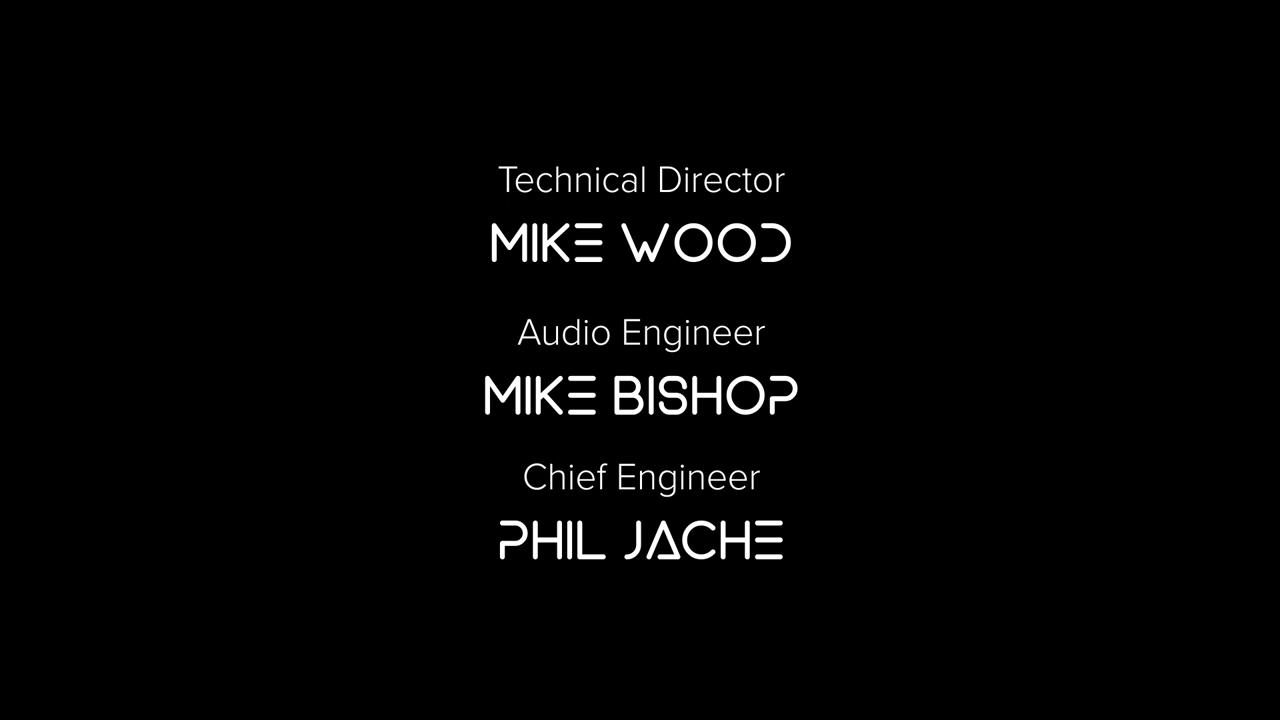 Technical Director
MIKE WOOD
Audio Engineer
MIKE BISHOP
Chief Engineer
PHIL JACHE